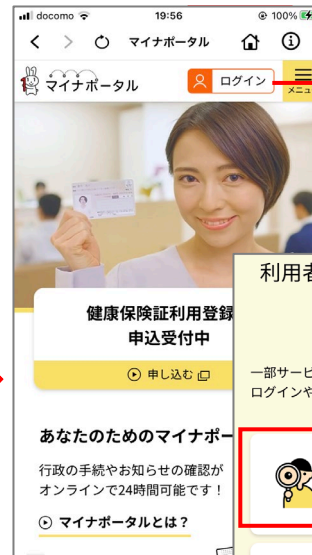 docomo
19:56
100%
マイナポータル
マイナポータル
ログイン
メニュー
健康保険証利用登録
申込受付中
申し込む
利用者
一部サービ
ログインや
あなたのためのマイナポー
行政の手続やお知らせの確認が
オンラインで24時間可能です!
マイナポータルとは?